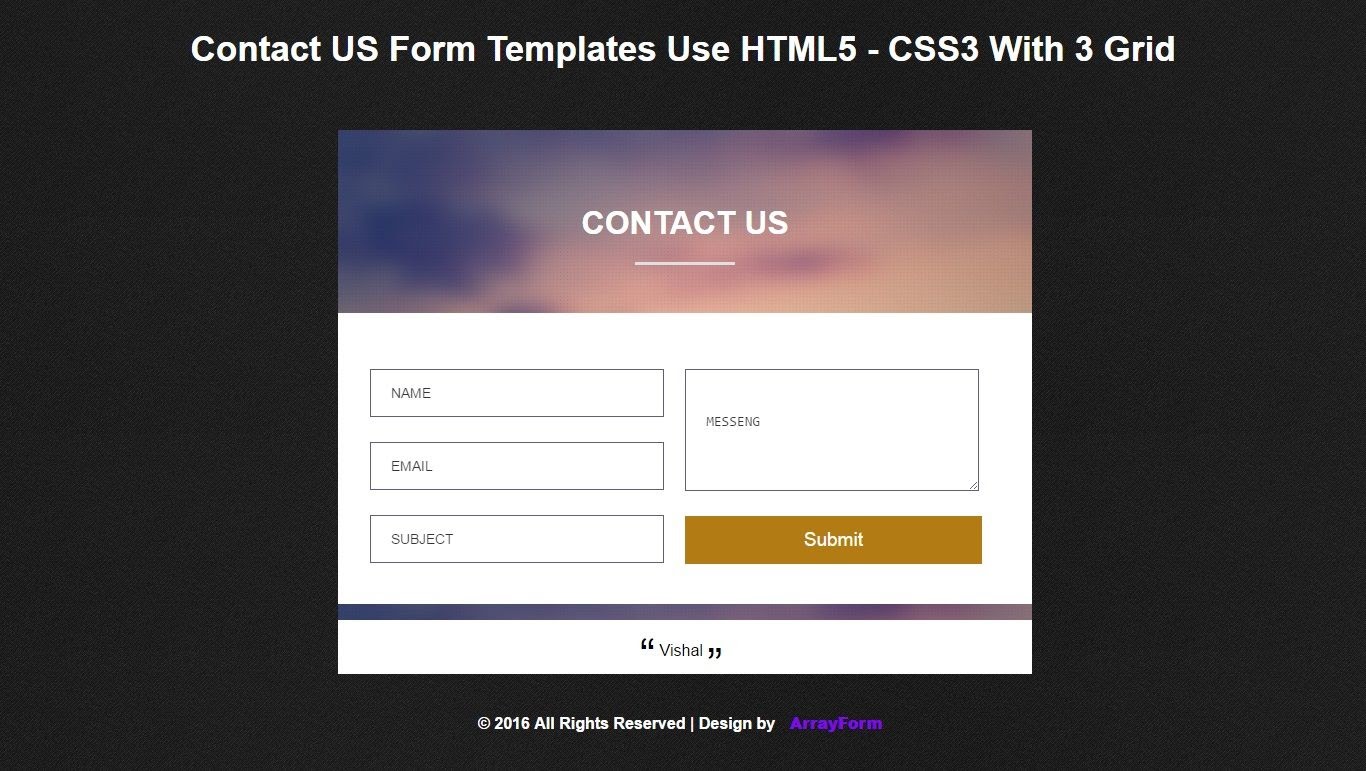 Contact US Form Templates Use HTML5 - CSS3 With 3 Grid
CONTACT US
NAME
EMAIL
SUBJECT
MESSENG
Submit
“ Vishal ”
© 2016 All Rights Reserved | Design by ArrayForm